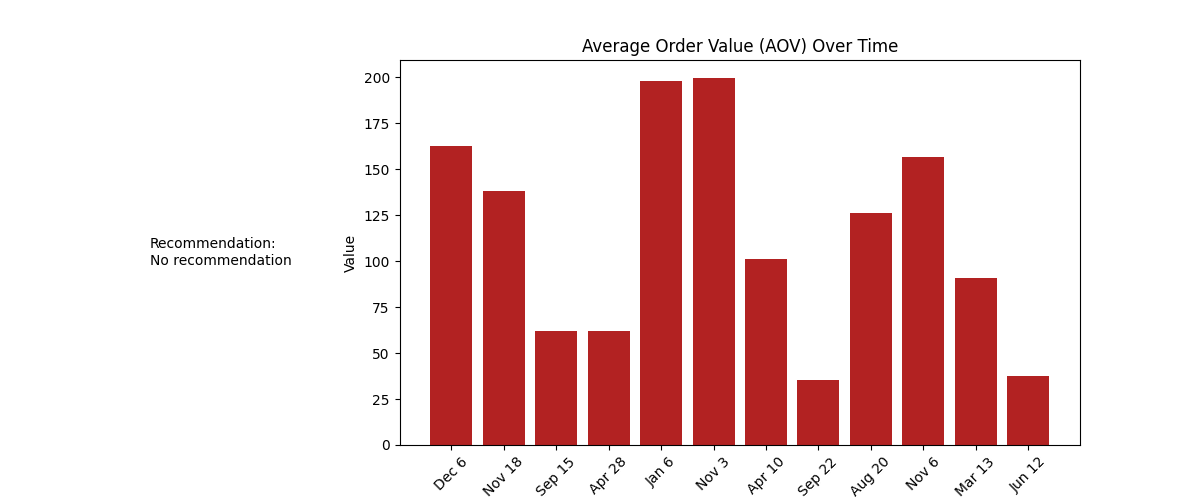 Average Order Value (AOV) Over Time
Recommendation:
No recommendation
Value
200
175
150
125
100
75
50
25
0
Dec 6
Nov 18
Sep 15
Apr 28
Jan 6
Nov 3
Apr 10
Sep 22
Aug 20
Nov 6
Mar 13
Jun 12